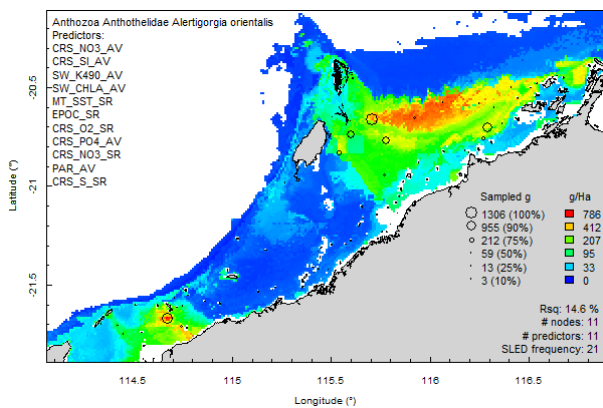 Anthozoa Anthothelidae Alertigorgia orientalis
Predictors:
CRS_NO3_AV
CRS_SI_AV
SW_K490_AV
SW_CHLA_AV
MT_SST_SR
EPOC_SR
CRS_O2_SR
CRS_PO4_AV
CRS_NO3_SR
PAR_AV
CRS_S_SR
-20.5
-21
-21.5
Latitude (°)
Sampled g g/Ha
1306 (100%) 786
955 (90%) 412
212 (75%) 207
59 (50%) 95
13 (25%) 33
3 (10%) 0
Rsq: 14.6 %
# nodes: 11
# predictors: 11
SLED frequency: 21
114.5 115 115.5 116 116.5
Longitude (°)